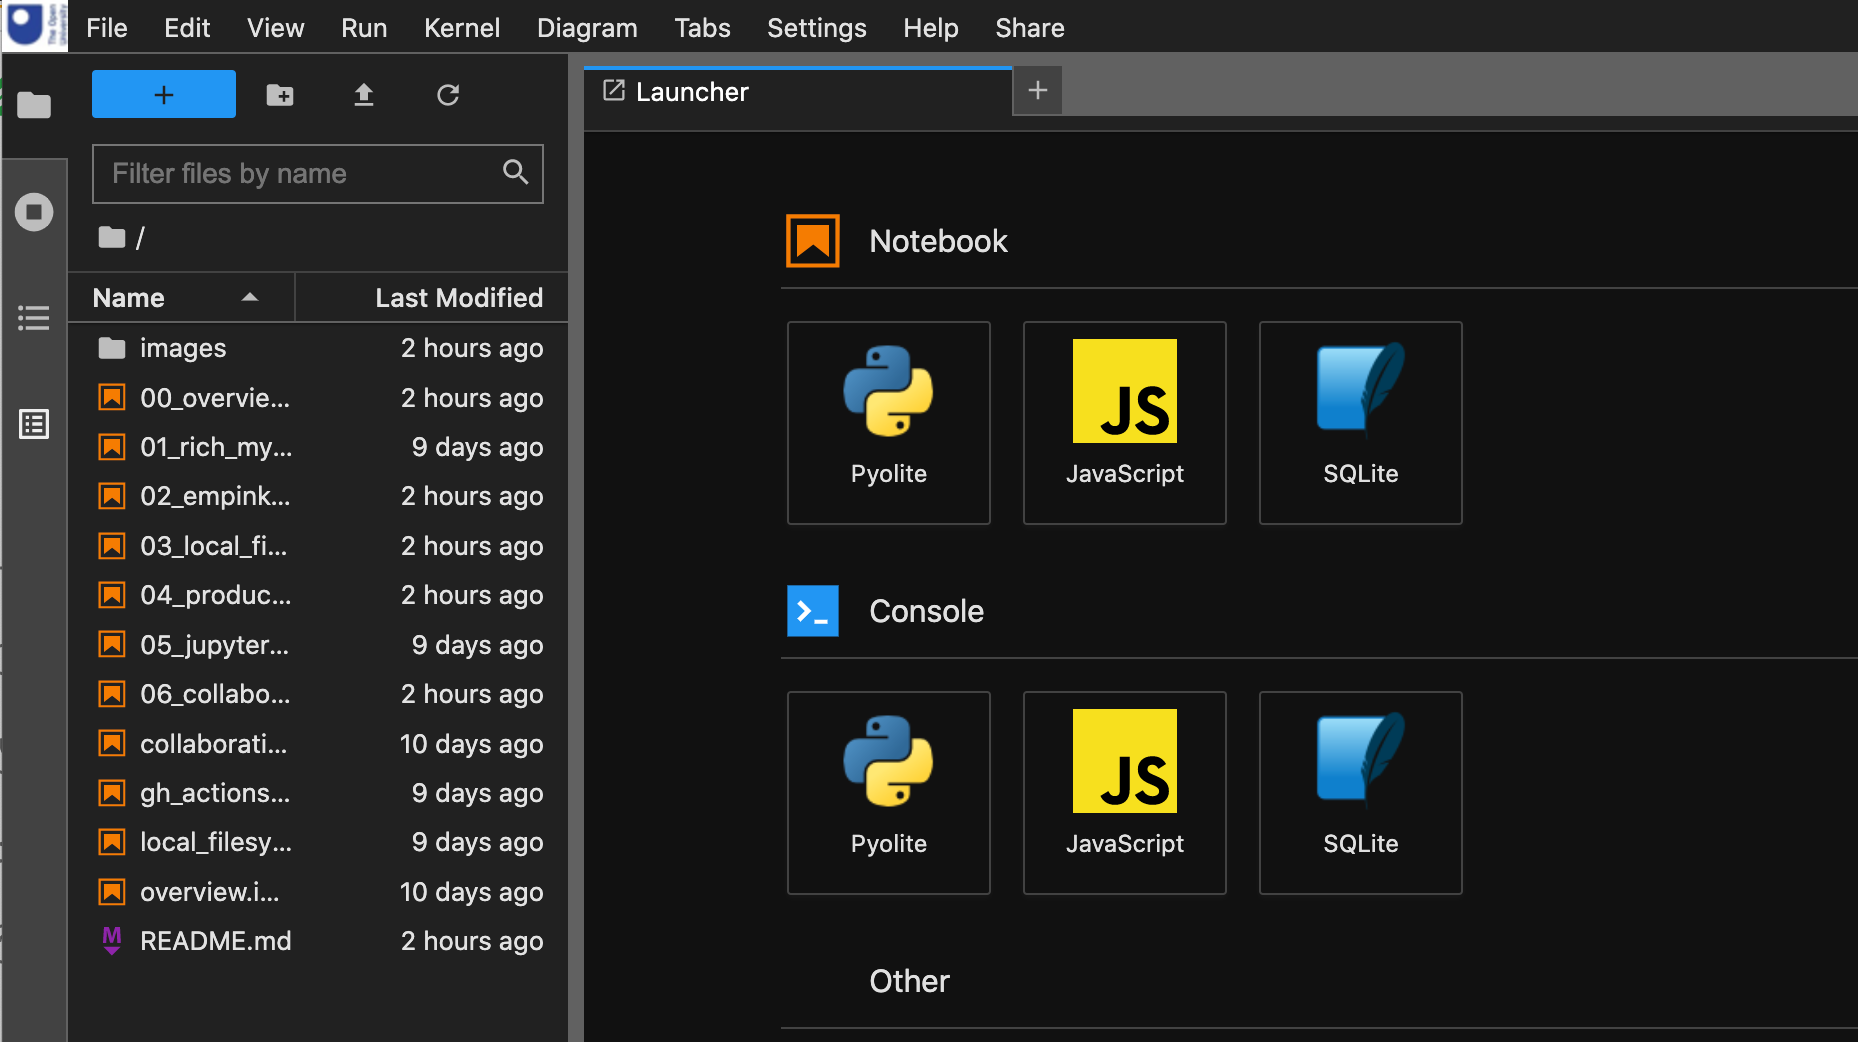 The Open
University
File Edit View Run Kernel Diagram Tabs Settings Help Share
+
Launcher
+
Filter files by name
/
Name Last Modified
images 2 hours ago
00_overvie... 2 hours ago
01_rich_my... 9 days ago
02_empink... 2 hours ago
03_local_fi... 2 hours ago
04_produc... 2 hours ago
05_jupyter... 9 days ago
06_collabo... 2 hours ago
collaborati... 10 days ago
gh_actions... 9 days ago
local_filesy... 9 days ago
overview.i... 10 days ago
M README.md 2 hours ago
Notebook
JS
Pyolite JavaScript SQLite
Console
JS
Pyolite JavaScript SQLite
Other